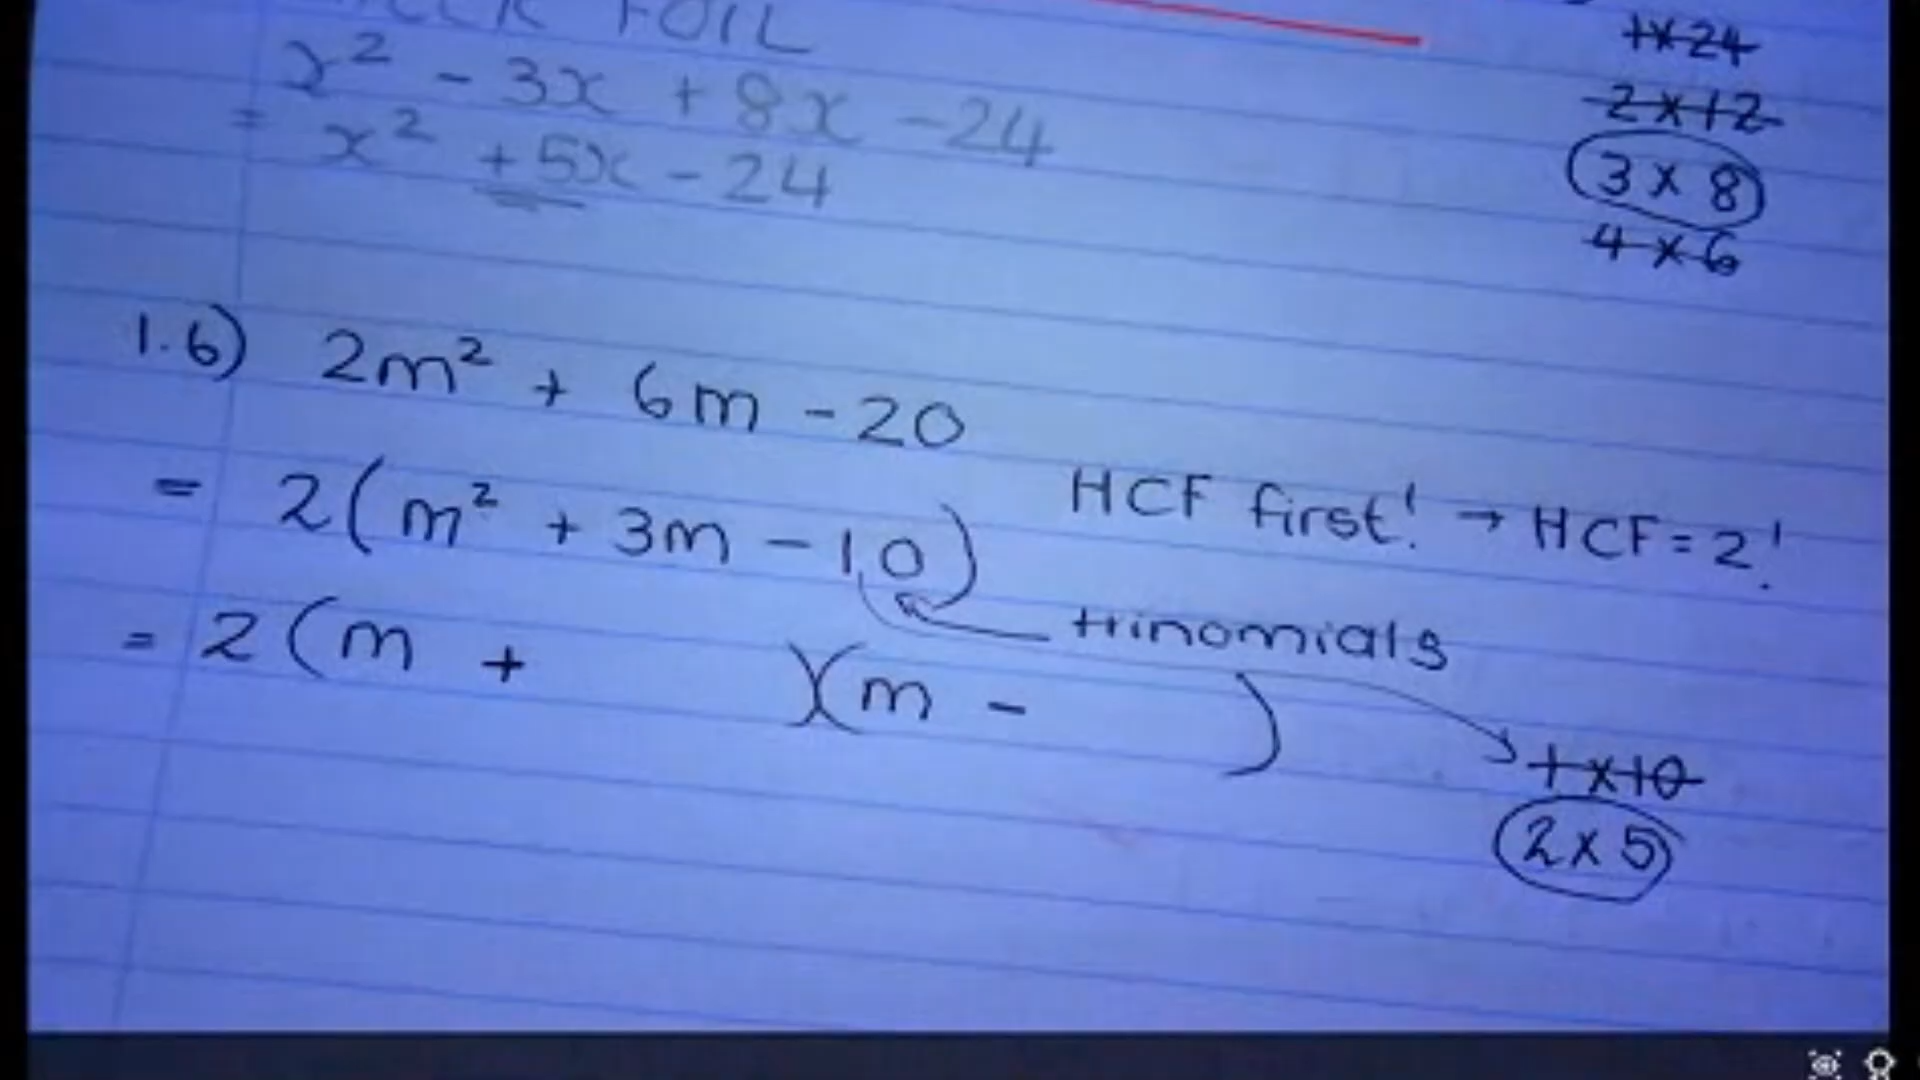 FOIL
x² - 3x + 8x - 24
= x² + 5x - 24
1 x 24
2 x 12
3 x 8
4 x 6
1.6) 2m² + 6m - 20
= 2(m² + 3m - 10) HCF first! → HCF = 2!
trinomials
= 2(m + )(m - )
1 x 10
2 x 5